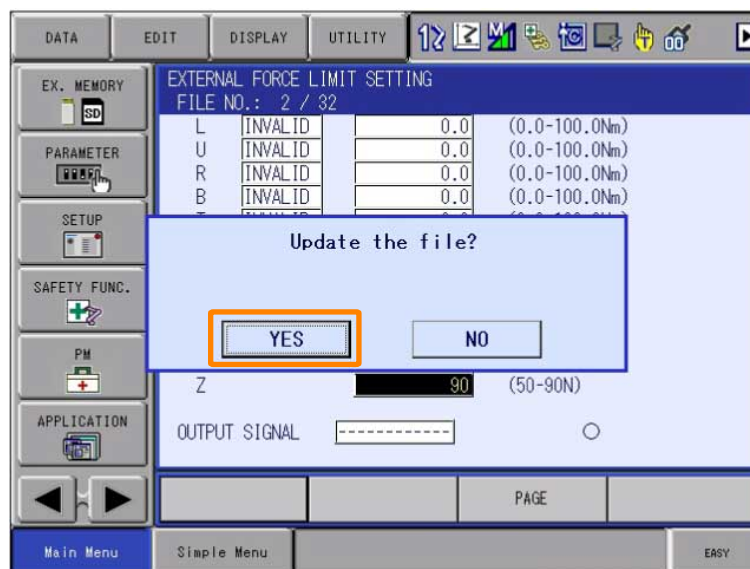 DATA EDIT DISPLAY UTILITY
EX. MEMORY
SD
PARAMETER
SETUP
SAFETY FUNC.
PM
APPLICATION
EXTERNAL FORCE LIMIT SETTING
FILE NO.: 2 / 32
L INVALID 0.0 (0.0-100.0Nm)
U INVALID 0.0 (0.0-100.0Nm)
R INVALID 0.0 (0.0-100.0Nm)
B INVALID 0.0 (0.0-100.0Nm)
Update the file?
YES NO
Z 90 (50-90N)
OUTPUT SIGNAL ------------
PAGE
Main Menu Simple Menu EASY